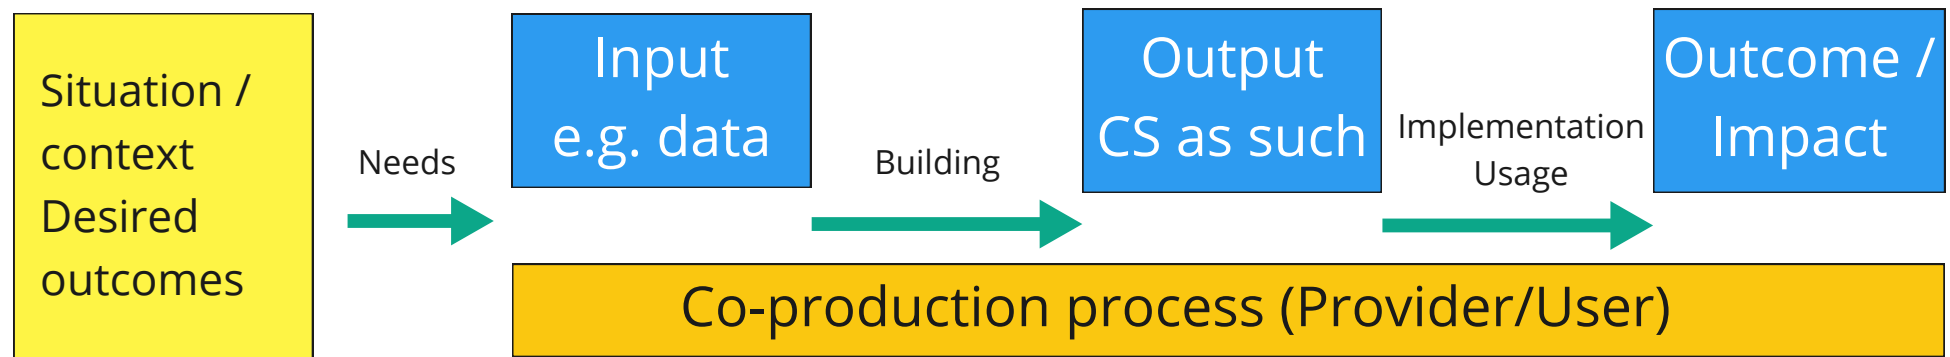 Situation /
context
Desired
outcomes
Needs
Input
e.g. data
Building
Output
CS as such
Implementation
Usage
Outcome /
Impact
Co-production process (Provider/User)